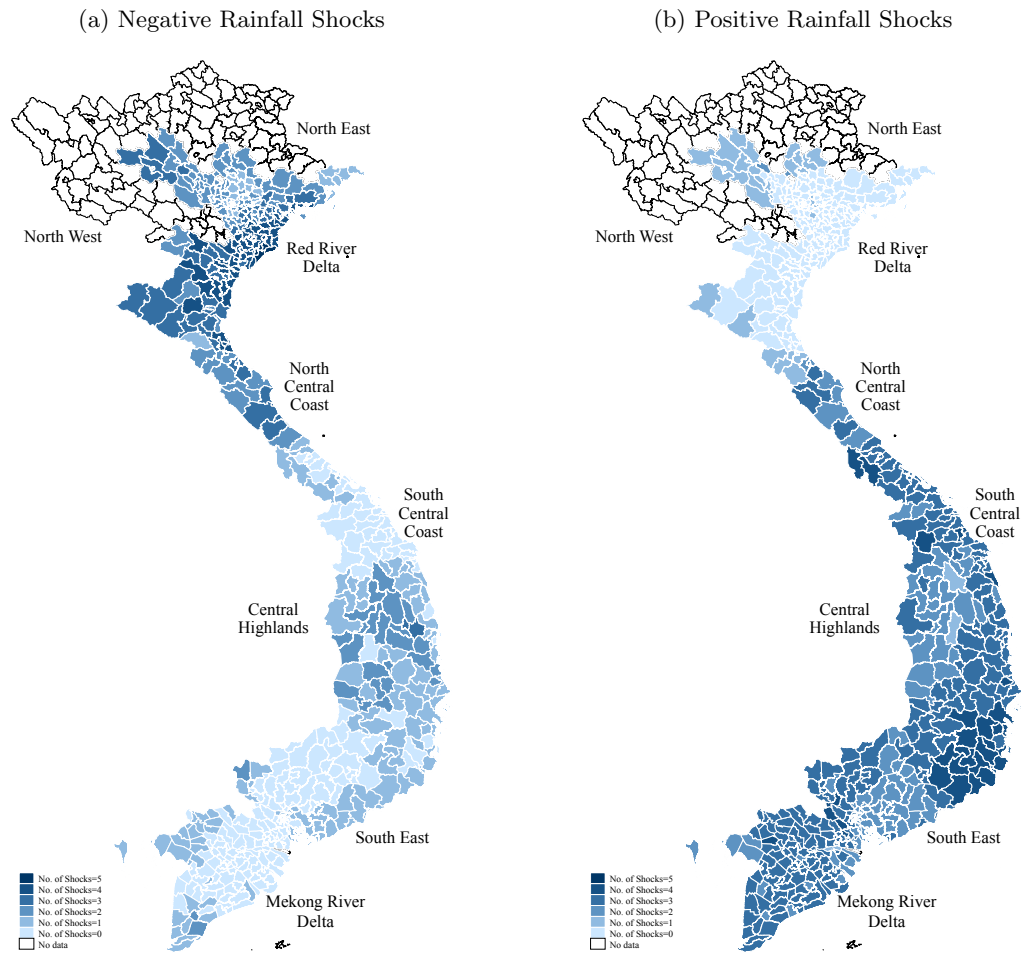 (a) Negative Rainfall Shocks
North East
North West
Red River
Delta
North
Central
Coast
South
Central
Coast
Central
Highlands
South East
Mekong River
Delta
No. of Shocks=5
No. of Shocks=4
No. of Shocks=3
No. of Shocks=2
No. of Shocks=1
No. of Shocks=0
No data
(b) Positive Rainfall Shocks
North East
North West
Red River
Delta
North
Central
Coast
South
Central
Coast
Central
Highlands
South East
Mekong River
Delta
No. of Shocks=5
No. of Shocks=4
No. of Shocks=3
No. of Shocks=2
No. of Shocks=1
No. of Shocks=0
No data